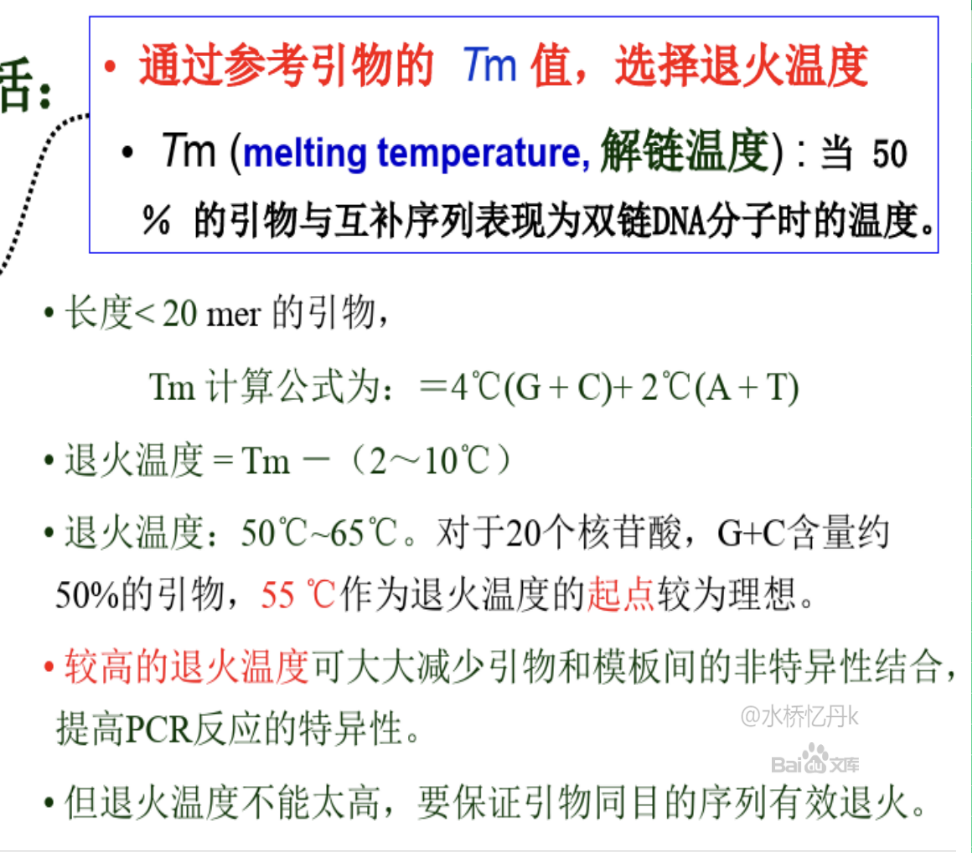 活：
• 通过参考引物的 Tm 值，选择退火温度
• Tm (melting temperature, 解链温度) : 当 50
% 的引物与互补序列表现为双链DNA分子时的温度。
• 长度< 20 mer 的引物，
Tm 计算公式为：＝4℃(G + C)+ 2℃(A + T)
• 退火温度 = Tm －（2～10℃）
• 退火温度：50℃~65℃。对于20个核苷酸，G+C含量约
50%的引物，55 ℃作为退火温度的起点较为理想。
• 较高的退火温度可大大减少引物和模板间的非特异性结合，
提高PCR反应的特异性。
@水桥忆丹k
Bai du 文库
• 但退火温度不能太高，要保证引物同目的序列有效退火。